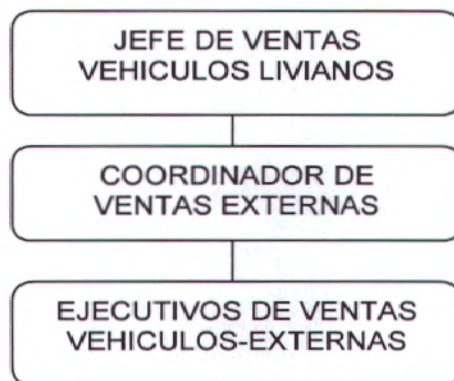 JEFE DE VENTAS
VEHICULOS LIVIANOS
COORDINADOR DE
VENTAS EXTERNAS
EJECUTIVOS DE VENTAS
VEHICULOS-EXTERNAS